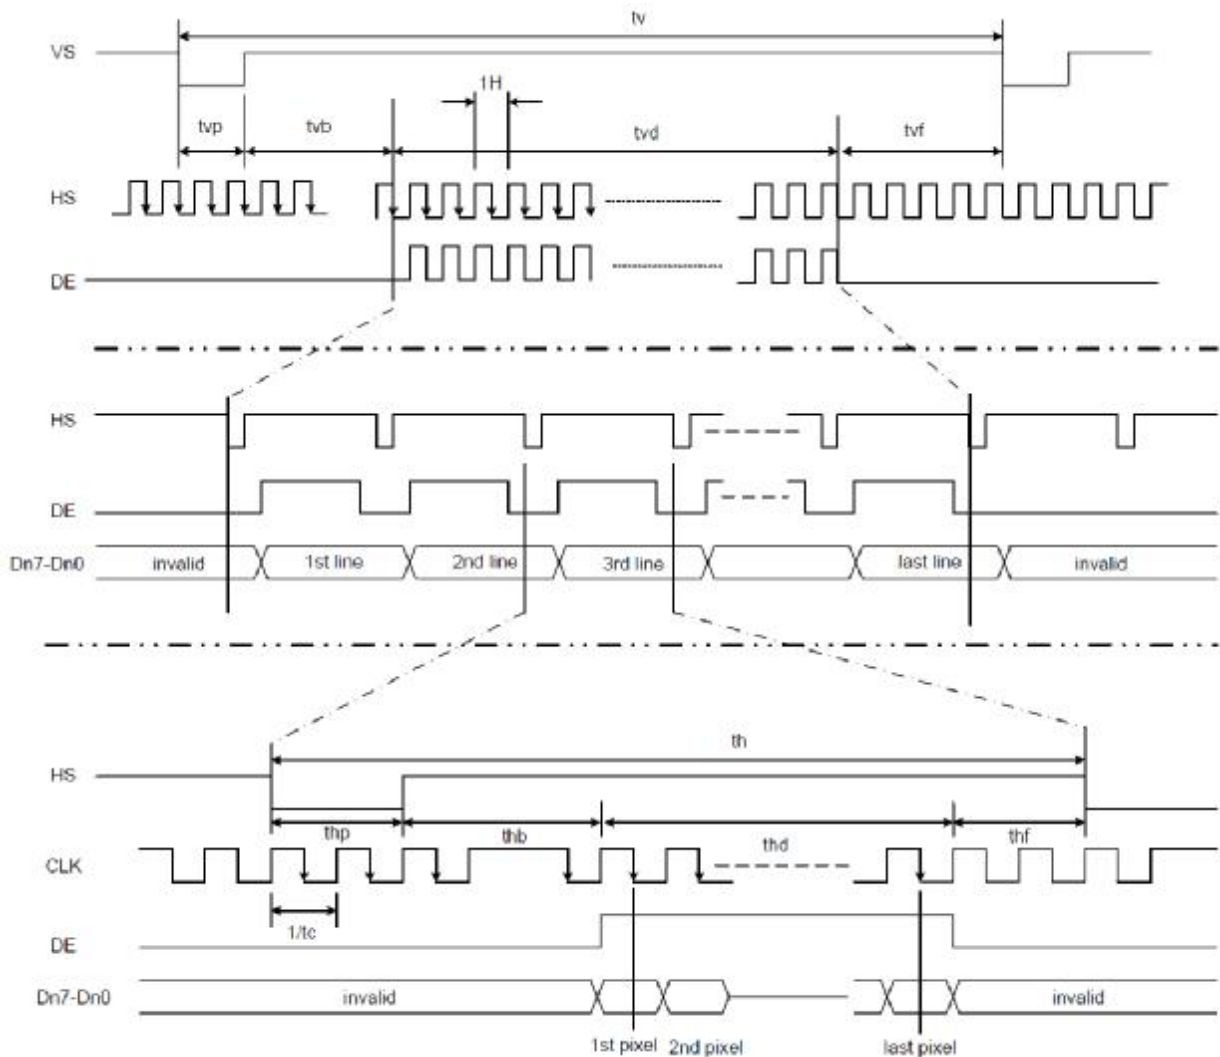 tv
VS
1H
tvp
tvb
tvd
tvf
HS
DE
HS
DE
Dn7-Dn0
invalid
1st line
2nd line
3rd line
last line
invalid
th
HS
thp
thb
thd
thf
CLK
1/tc
DE
Dn7-Dn0
invalid
invalid
1st pixel
2nd pixel
last pixel